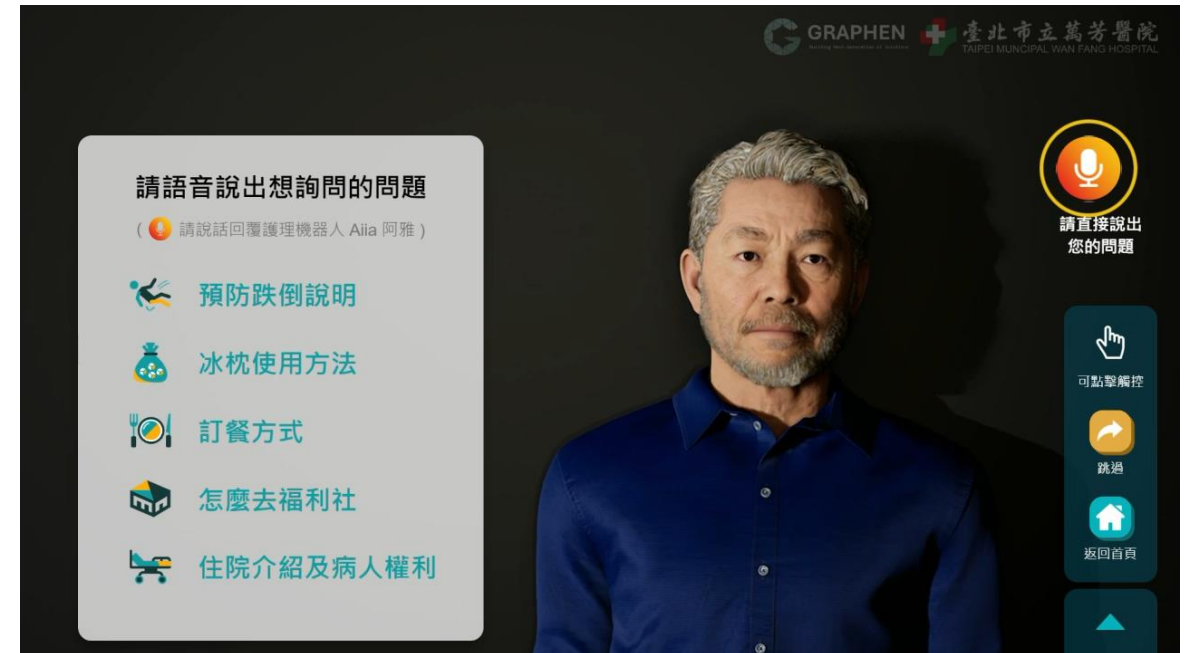 GRAPHEN
臺北市立萬芳醫院
TAIPEI MUNCIPAL WAN FANG HOSPITAL
請語音說出想詢問的問題
( 請說話回覆護理機器人 Aiia 阿雅 )
預防跌倒說明
冰枕使用方法
訂餐方式
怎麼去福利社
住院介紹及病人權利
請直接說出
您的問題
可點擊觸控
跳過
返回首頁